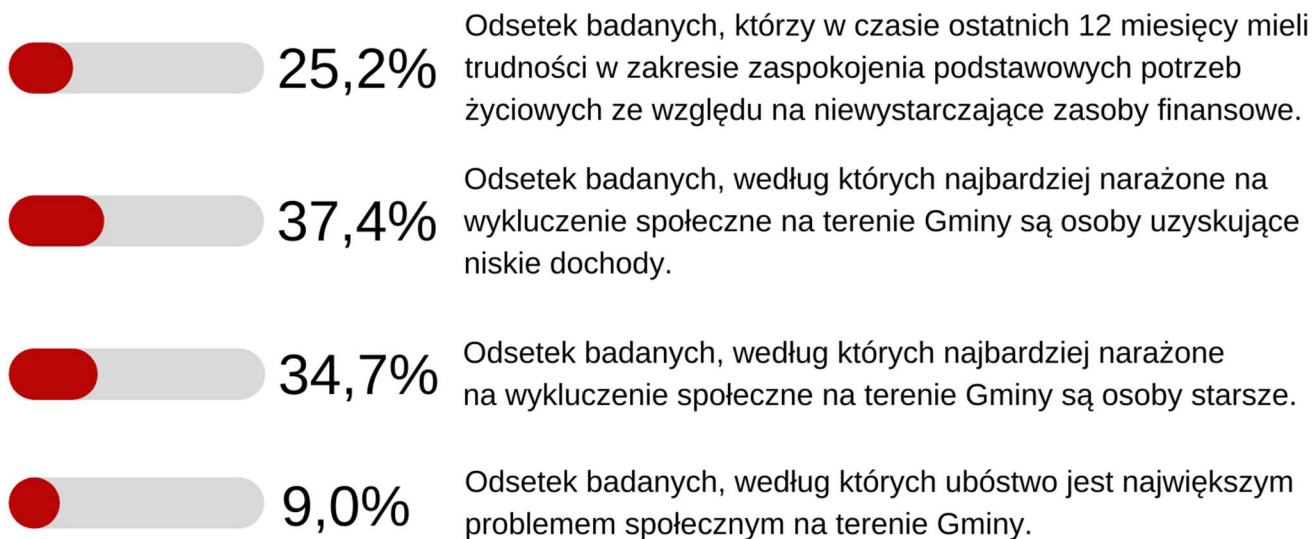 25,2%
Odsetek badanych, którzy w czasie ostatnich 12 miesięcy mieli
trudności w zakresie zaspokojenia podstawowych potrzeb
życiowych ze względu na niewystarczające zasoby finansowe.
37,4%
Odsetek badanych, według których najbardziej narażone na
wykluczenie społeczne na terenie Gminy są osoby uzyskujące
niskie dochody.
34,7%
Odsetek badanych, według których najbardziej narażone
na wykluczenie społeczne na terenie Gminy są osoby starsze.
9,0%
Odsetek badanych, według których ubóstwo jest największym
problemem społecznym na terenie Gminy.